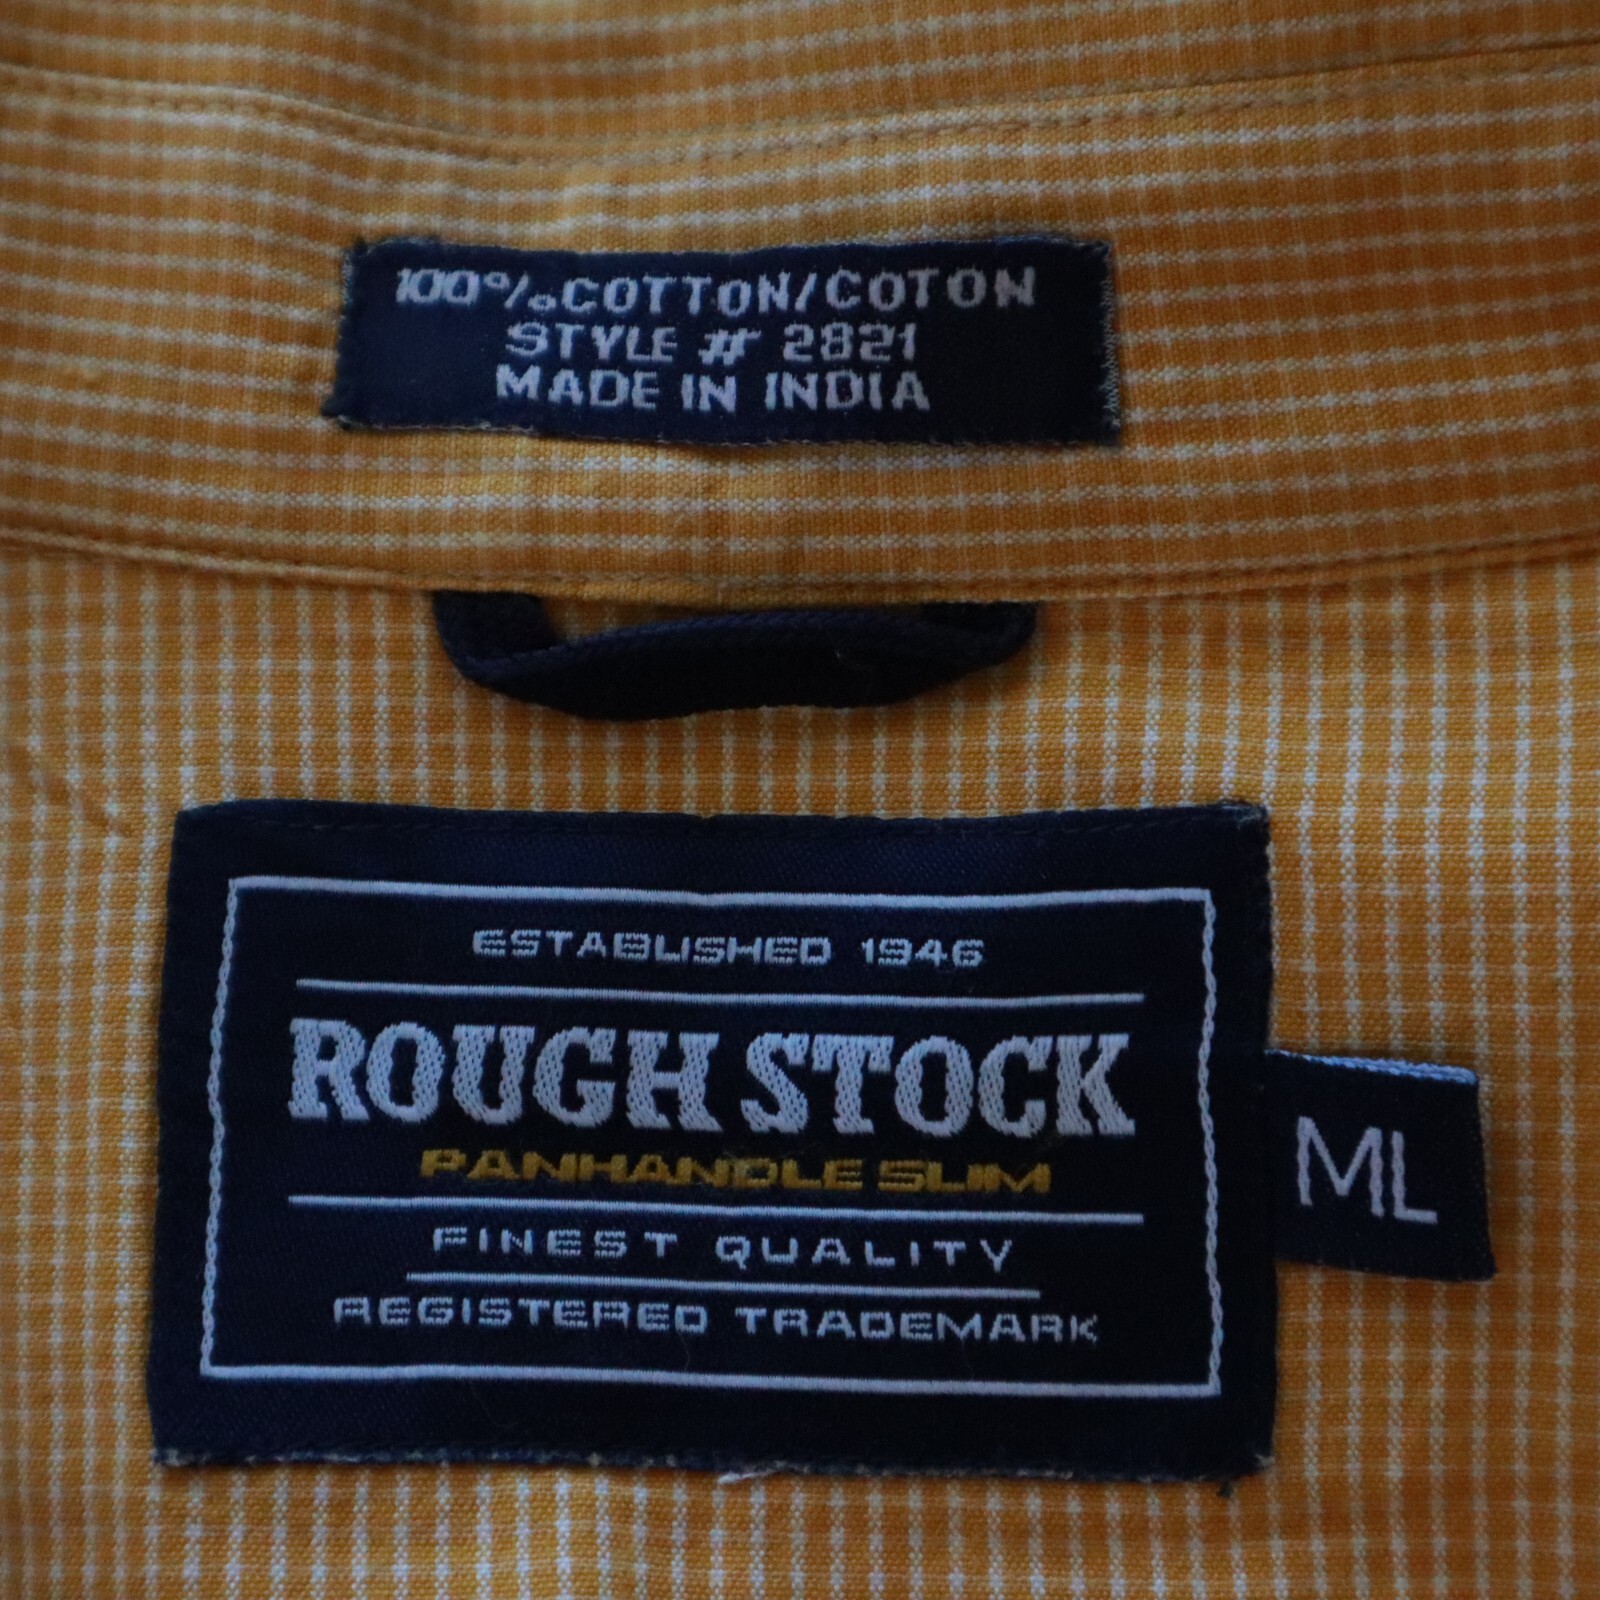 100%COTTON/COTON
STYLE # 2821
MADE IN INDIA
ESTABLISHED 1946
ROUGH STOCK
PANHANDLE SLIM
FINEST QUALITY
REGISTERED TRADEMARK
ML